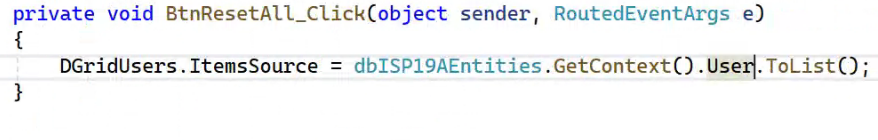 private void BtnResetAll_Click(object sender, RoutedEventArgs e)
{
DGridUsers.ItemsSource = dbISP19AEntities.GetContext().User.ToList();
}